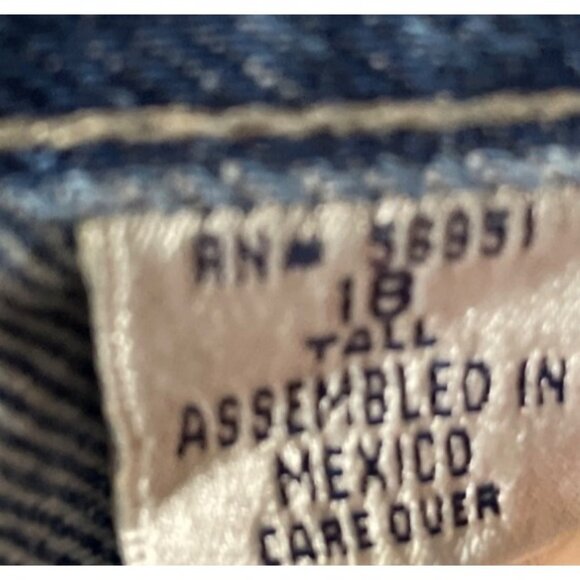 RN# 56951
18
TALL
ASSEMBLED IN
MEXICO
CARE OVER